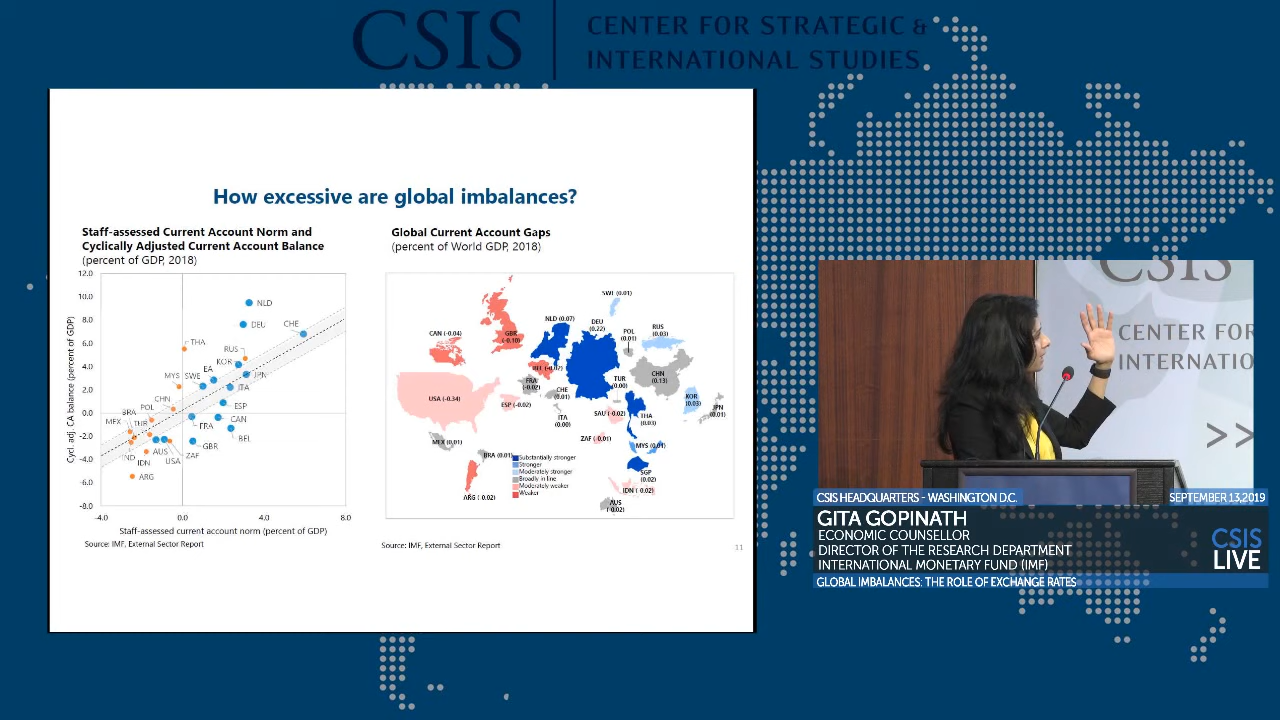 CSIS
CENTER FOR STRATEGIC &
INTERNATIONAL STUDIES
How excessive are global imbalances?
Staff-assessed Current Account Norm and
Cyclically Adjusted Current Account Balance
(percent of GDP, 2018)
12.0
10.0
8.0
6.0
4.0
2.0
0.0
-2.0
-4.0
-6.0
-8.0
Cycl. adj. CA balance (percent of GDP)
NLD
DEU
CHE
THA
RUS
KOR
EA
JPN
MYS
SWE
ITA
CHN
POL
ESP
BRA
MEX
TUR
FRA
CAN
BEL
AUS
GBR
IND
IDN
USA
ZAF
ARG
-4.0
0.0
4.0
8.0
Staff-assessed current account norm (percent of GDP)
Source: IMF, External Sector Report
Global Current Account Gaps
(percent of World GDP, 2018)
SWE (0.01)
NLD (0.07)
DEU
(0.22)
POL
(0.01)
RUS
(0.03)
CAN (-0.04)
GBR
(-0.10)
BEL (-0.02)
CHN
(0.13)
FRA
(-0.02)
TUR
(0.00)
CHE
(0.01)
USA (-0.34)
ESP (-0.02)
KOR
(0.03)
JPN
(0.01)
ITA
(0.00)
SAU (-0.02)
THA
(0.03)
MEX (0.01)
ZAF (-0.01)
MYS (0.01)
BRA (0.01)
Substantially stronger
Stronger
Moderately stronger
Broadly in line
Moderately weaker
Weaker
SGP
(0.02)
ARG (-0.02)
IDN (-0.02)
AUS
(-0.02)
Source: IMF, External Sector Report
11
CSIS
CENTER FOR
INTERNATIO
>>
CSIS HEADQUARTERS - WASHINGTON D.C.
SEPTEMBER 13,2019
GITA GOPINATH
ECONOMIC COUNSELLOR
DIRECTOR OF THE RESEARCH DEPARTMENT
INTERNATIONAL MONETARY FUND (IMF)
CSIS
LIVE
GLOBAL IMBALANCES: THE ROLE OF EXCHANGE RATES